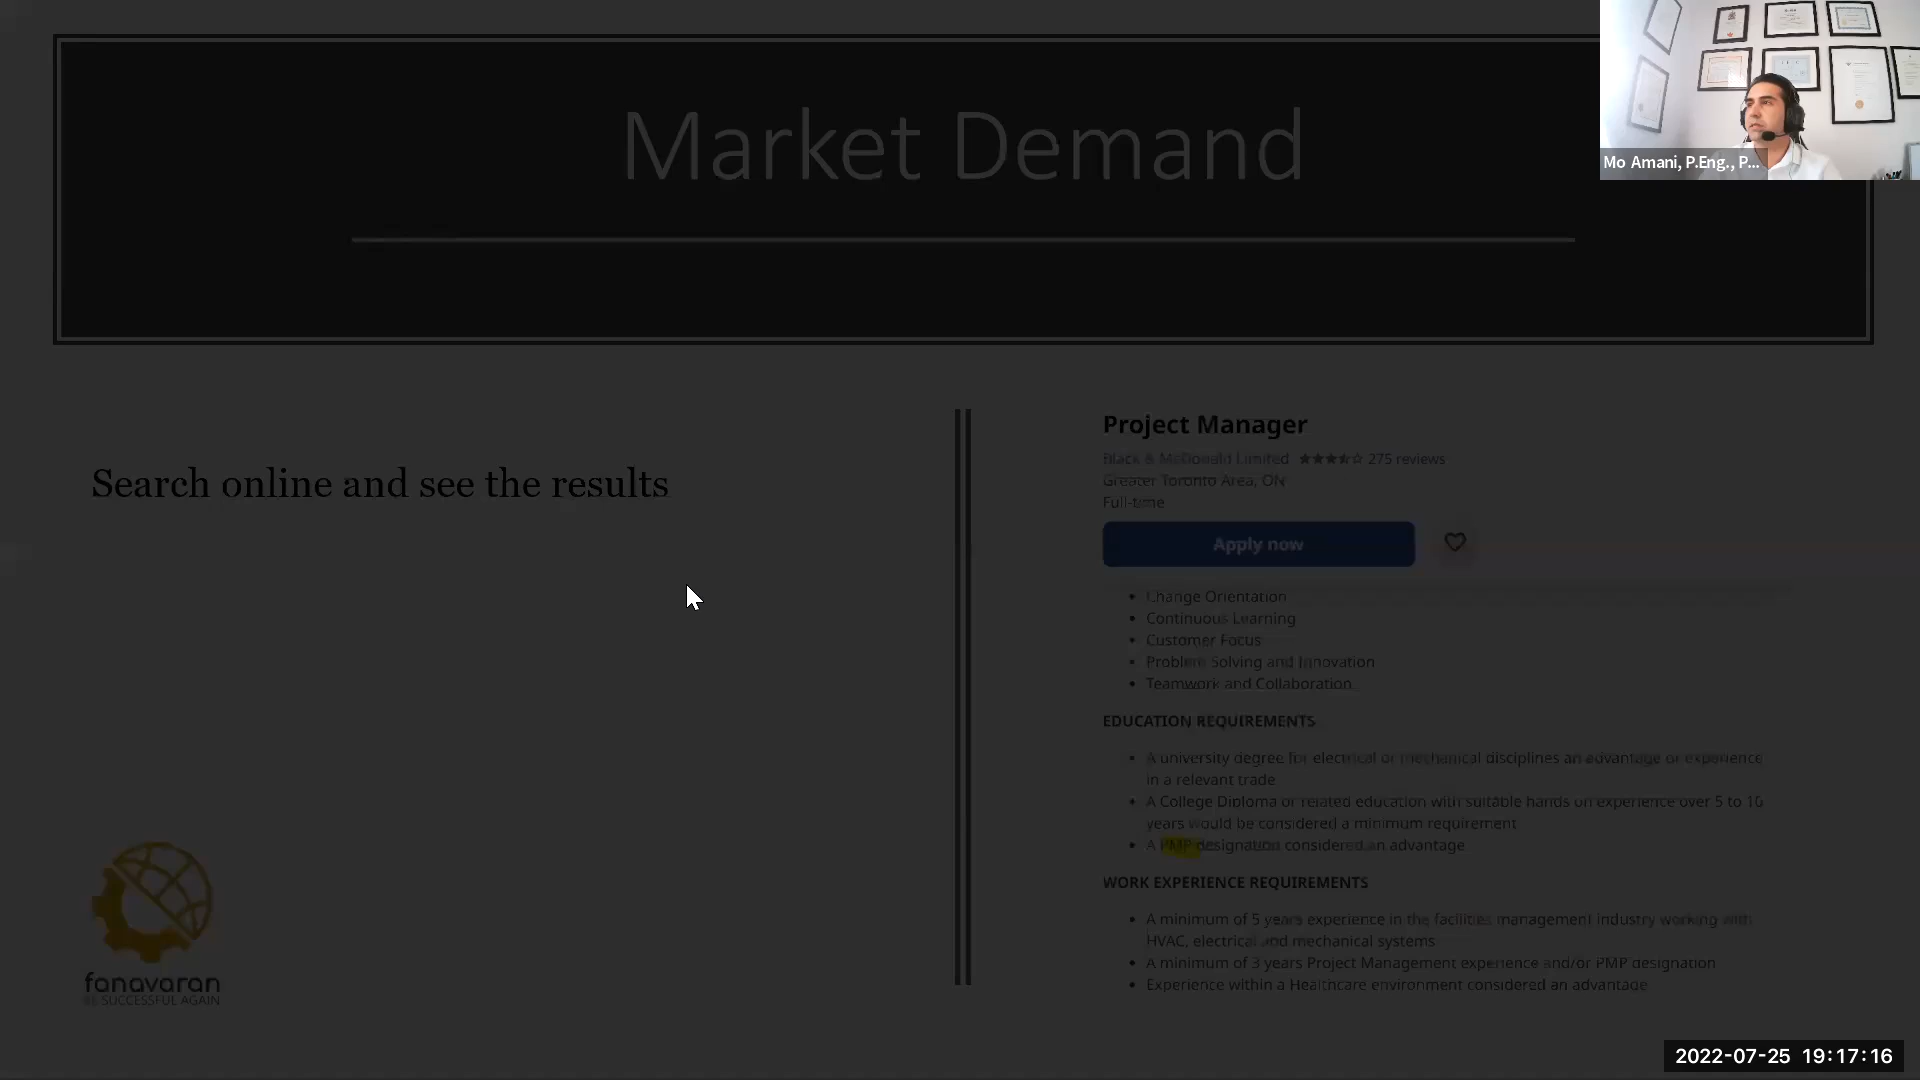 Market Demand
Mo Amani, P.Eng., P...
Search online and see the results
Project Manager
Black & McDonald Limited ★★★★☆ 275 reviews
Greater Toronto Area, ON
Full-time
Apply now
• Change Orientation
• Continuous Learning
• Customer Focus
• Problem Solving and Innovation
• Teamwork and Collaboration
EDUCATION REQUIREMENTS
• A university degree for electrical or mechanical disciplines an advantage or experience
in a relevant trade
• A College Diploma or related education with suitable hands on experience over 5 to 10
years would be considered a minimum requirement
• A PMP designation considered an advantage
WORK EXPERIENCE REQUIREMENTS
• A minimum of 5 years experience in the facilities management industry working with
HVAC, electrical and mechanical systems
• A minimum of 3 years Project Management experience and/or PMP designation
• Experience within a Healthcare environment considered an advantage
fanavaran
BE SUCCESSFUL AGAIN
2022-07-25 19:17:16